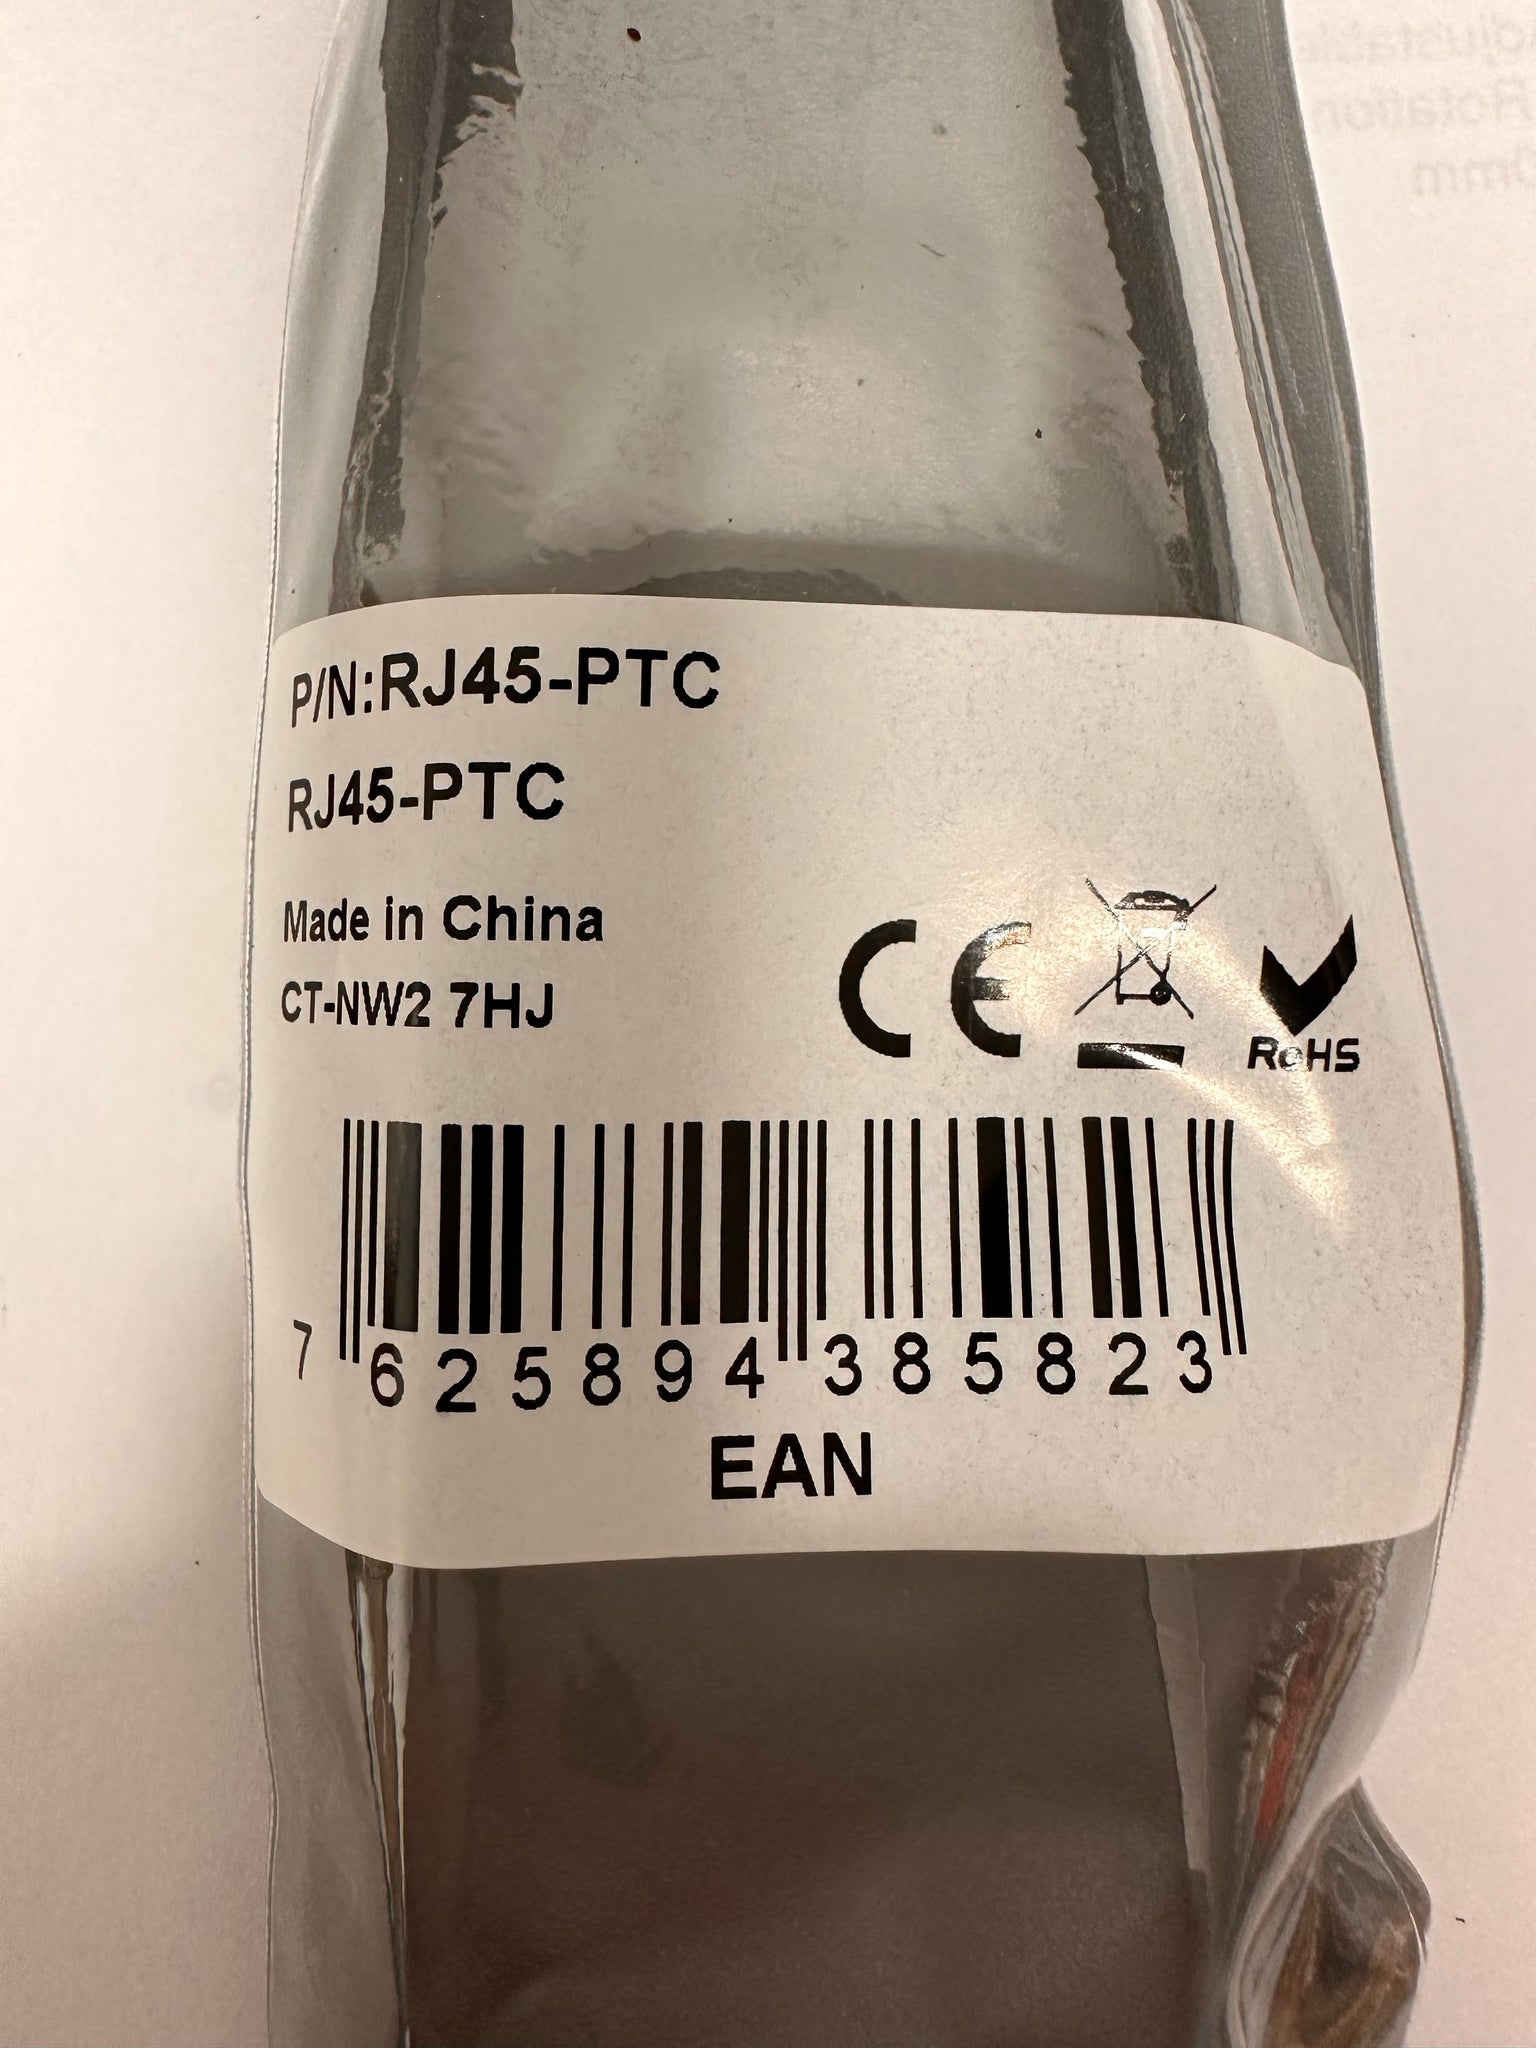 P/N:RJ45-PTC
RJ45-PTC
Made in China
CT-NW2 7HJ
CE
RoHS
7 625894 385823
EAN